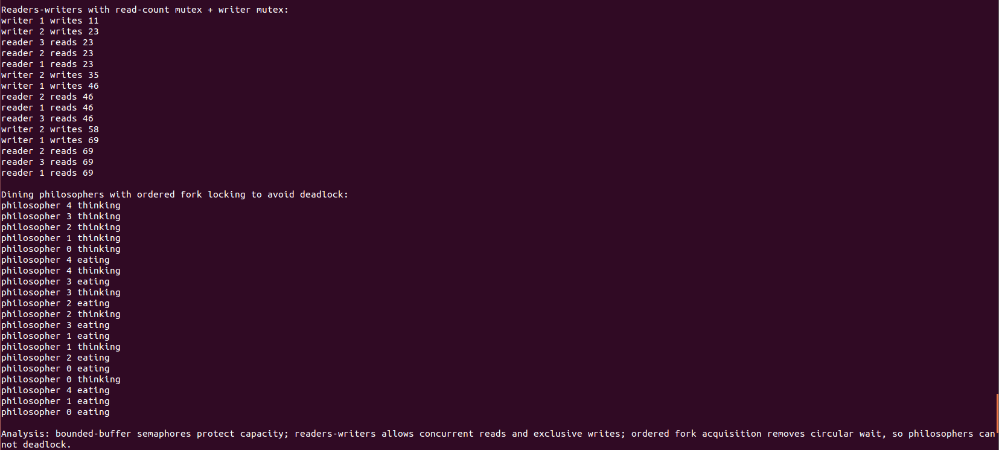 Readers-writers with read-count mutex + writer mutex:
writer 1 writes 11
writer 2 writes 23
reader 3 reads 23
reader 2 reads 23
reader 1 reads 23
writer 2 writes 35
writer 1 writes 46
reader 2 reads 46
reader 1 reads 46
reader 3 reads 46
writer 2 writes 58
writer 1 writes 69
reader 2 reads 69
reader 3 reads 69
reader 1 reads 69

Dining philosophers with ordered fork locking to avoid deadlock:
philosopher 4 thinking
philosopher 3 thinking
philosopher 2 thinking
philosopher 1 thinking
philosopher 0 thinking
philosopher 4 eating
philosopher 4 thinking
philosopher 3 eating
philosopher 3 thinking
philosopher 2 eating
philosopher 2 thinking
philosopher 3 eating
philosopher 1 eating
philosopher 1 thinking
philosopher 2 eating
philosopher 0 eating
philosopher 0 thinking
philosopher 4 eating
philosopher 1 eating
philosopher 0 eating

Analysis: bounded-buffer semaphores protect capacity; readers-writers allows concurrent reads and exclusive writes; ordered fork acquisition removes circular wait, so philosophers can
not deadlock.